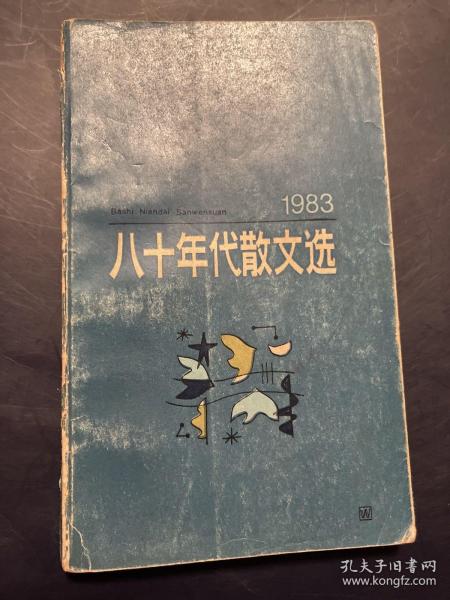 1983
Bashi Niandai Sanwenxuan
八十年代散文选
W
孔夫子旧书网
www.kongfz.com